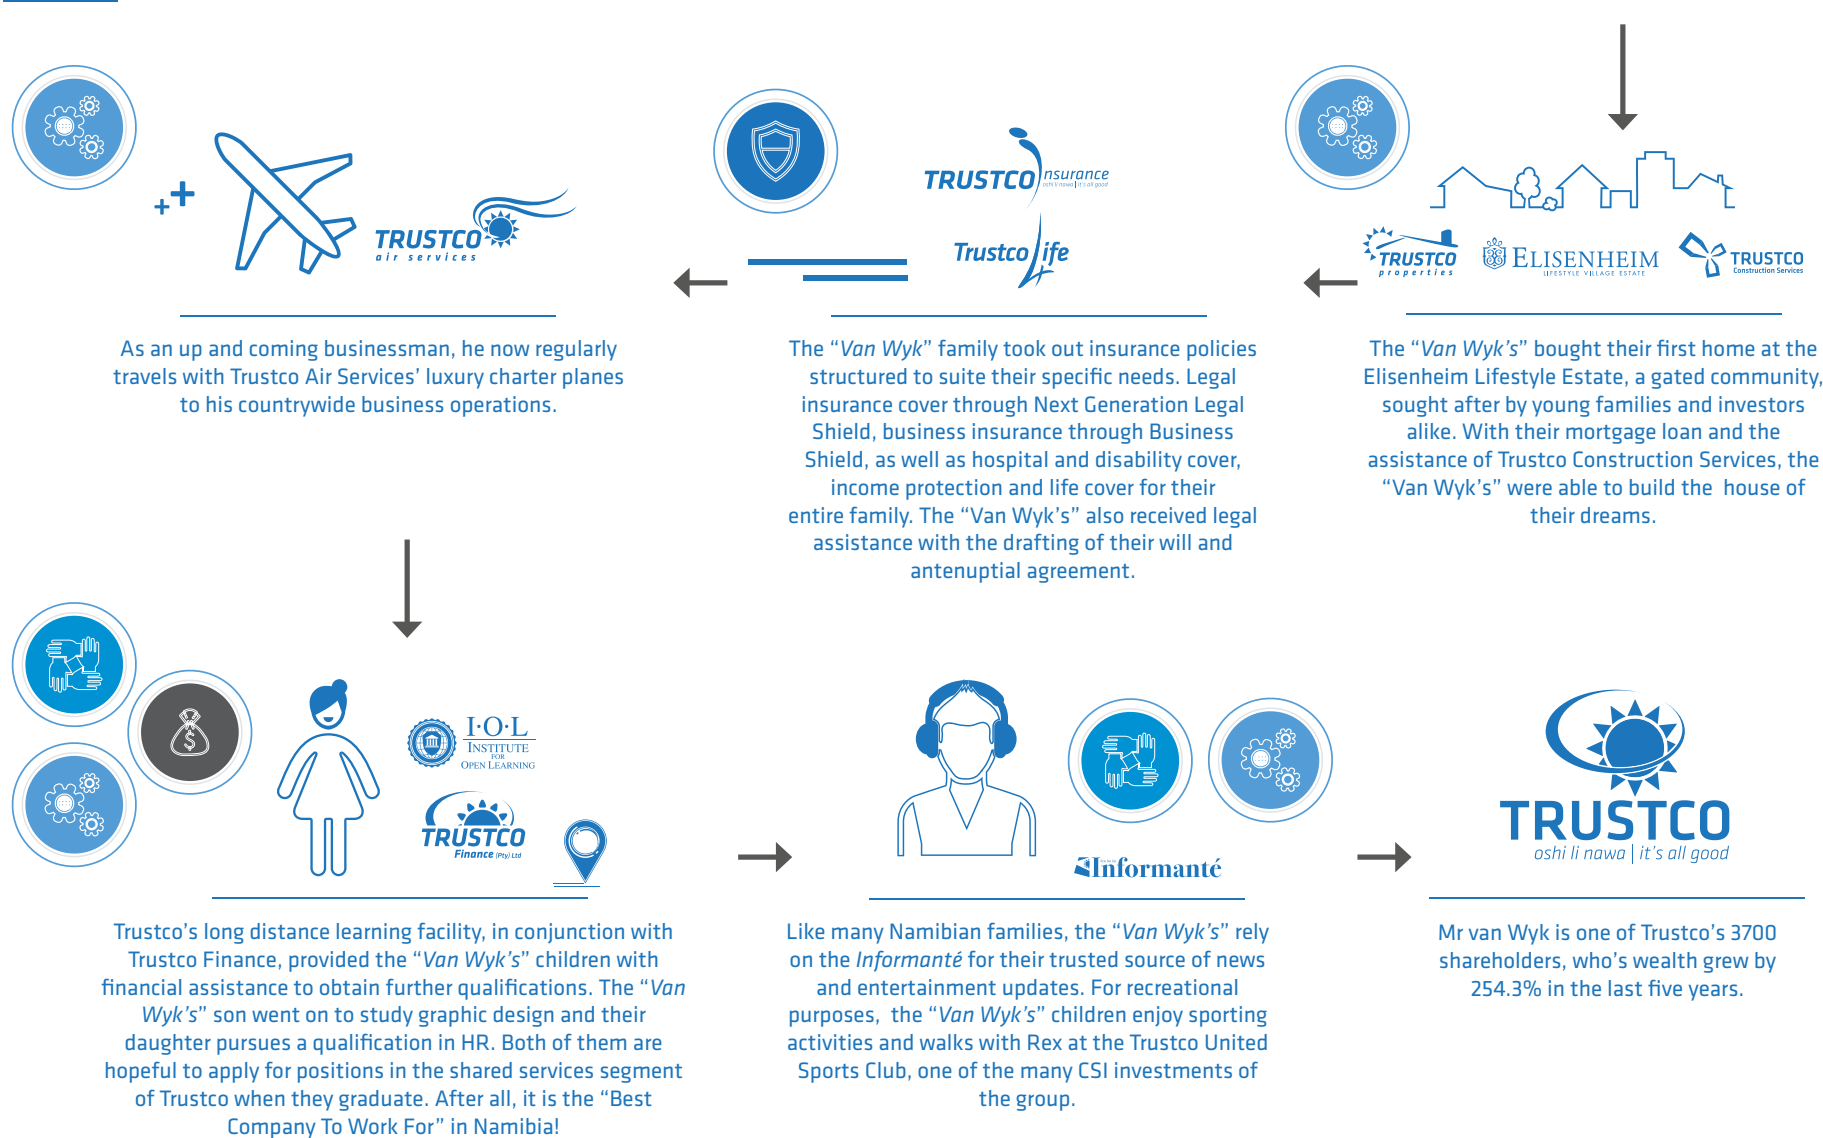 TRUSTCO
properties
ELISENHEIM
LIFESTYLE VILLAGE ESTATE
TRUSTCO
Construction Services
The “Van Wyk’s” bought their first home at the
Elisenheim Lifestyle Estate, a gated community,
sought after by young families and investors
alike. With their mortgage loan and the
assistance of Trustco Construction Services, the
“Van Wyk’s” were able to build the house of
their dreams.
TRUSTCO nsurance
oshi li nawa | it's all good
Trustco life
The “Van Wyk” family took out insurance policies
structured to suite their specific needs. Legal
insurance cover through Next Generation Legal
Shield, business insurance through Business
Shield, as well as hospital and disability cover,
income protection and life cover for their
entire family. The “Van Wyk’s” also received legal
assistance with the drafting of their will and
antenuptial agreement.
TRUSTCO
air services
As an up and coming businessman, he now regularly
travels with Trustco Air Services’ luxury charter planes
to his countrywide business operations.
$
I·O·L
INSTITUTE
FOR
OPEN LEARNING
TRUSTCO
Finance (Pty) Ltd
Trustco’s long distance learning facility, in conjunction with
Trustco Finance, provided the “Van Wyk’s” children with
financial assistance to obtain further qualifications. The “Van
Wyk’s” son went on to study graphic design and their
daughter pursues a qualification in HR. Both of them are
hopeful to apply for positions in the shared services segment
of Trustco when they graduate. After all, it is the “Best
Company To Work For” in Namibia!
Informanté
Like many Namibian families, the “Van Wyk’s” rely
on the Informanté for their trusted source of news
and entertainment updates. For recreational
purposes, the “Van Wyk’s” children enjoy sporting
activities and walks with Rex at the Trustco United
Sports Club, one of the many CSI investments of
the group.
TRUSTCO
oshi li nawa | it's all good
Mr van Wyk is one of Trustco’s 3700
shareholders, who’s wealth grew by
254.3% in the last five years.